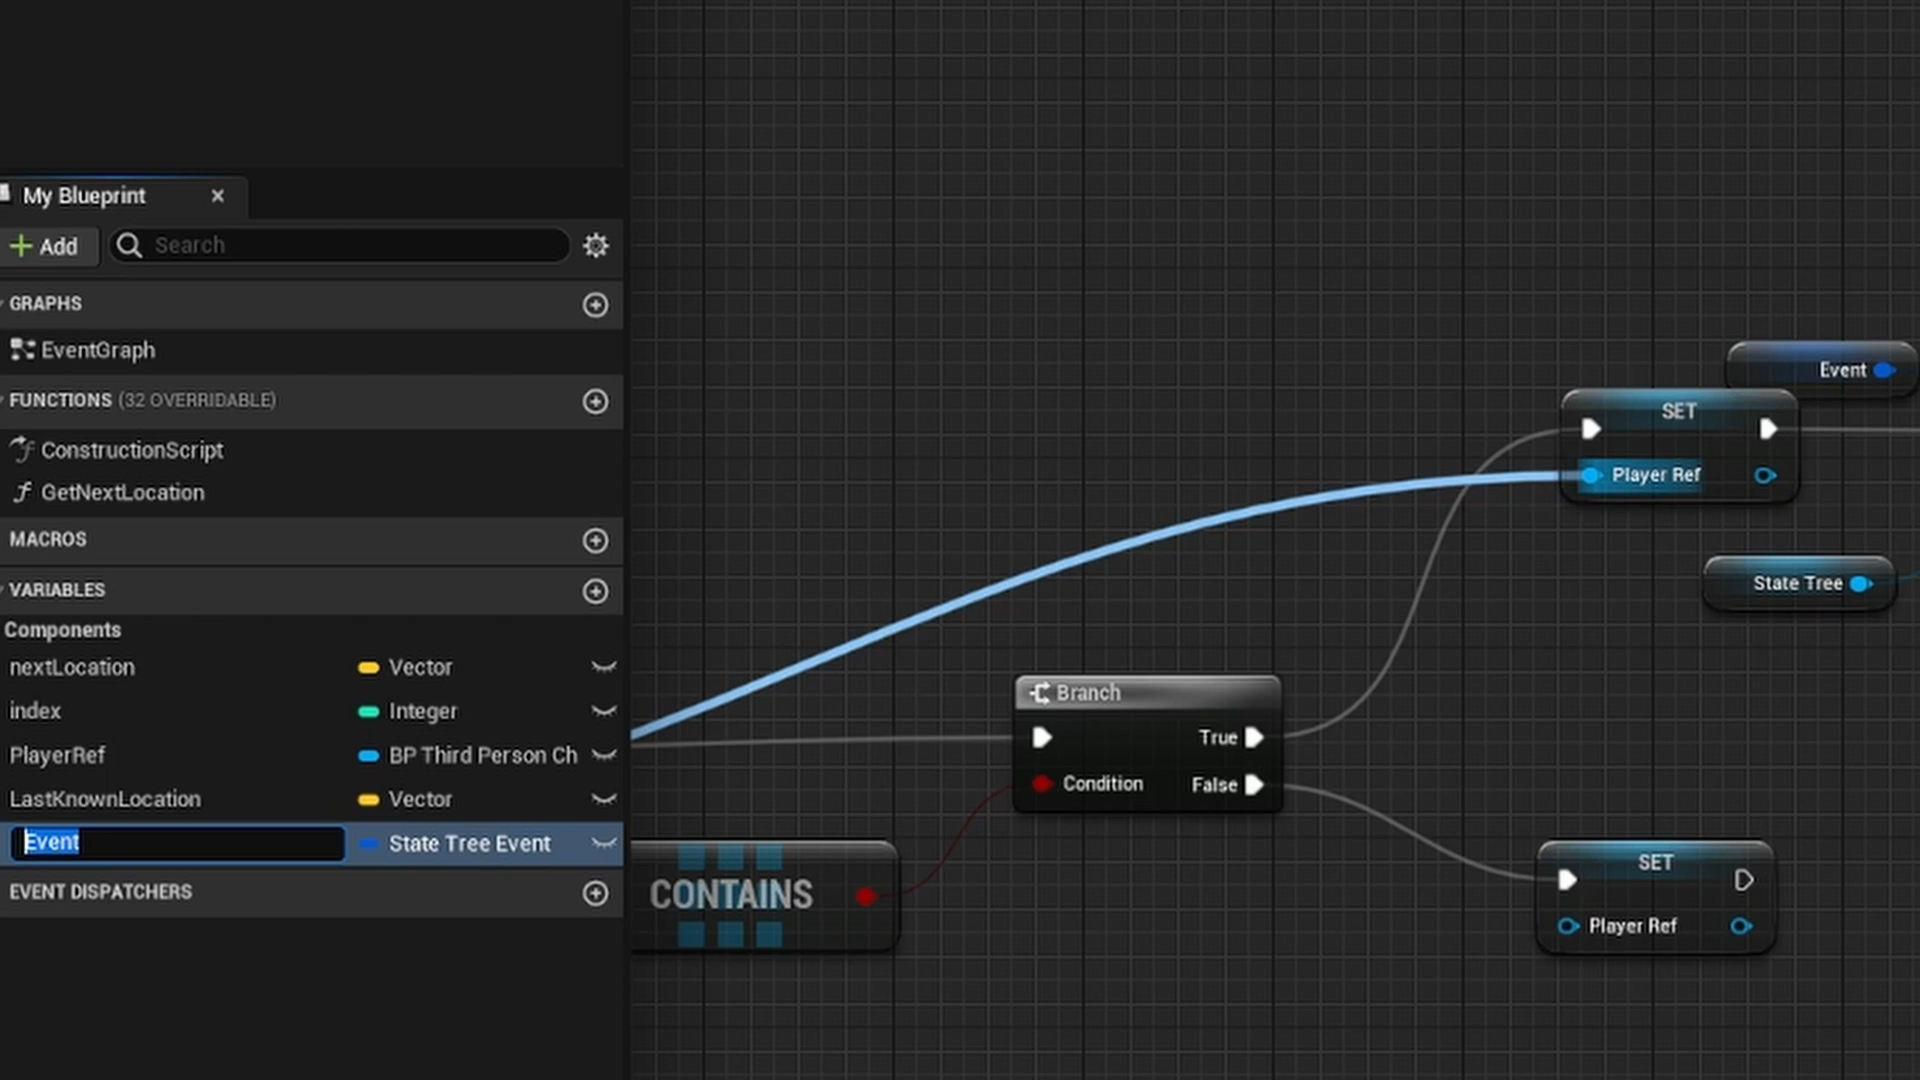 My Blueprint
Add
Search
GRAPHS
EventGraph
FUNCTIONS (32 OVERRIDABLE)
ConstructionScript
GetNextLocation
MACROS
VARIABLES
Components
nextLocation Vector
index Integer
PlayerRef BP Third Person Ch
LastKnownLocation Vector
Event State Tree Event
EVENT DISPATCHERS
Event
SET
Player Ref
State Tree
Branch
True
Condition False
CONTAINS
SET
Player Ref